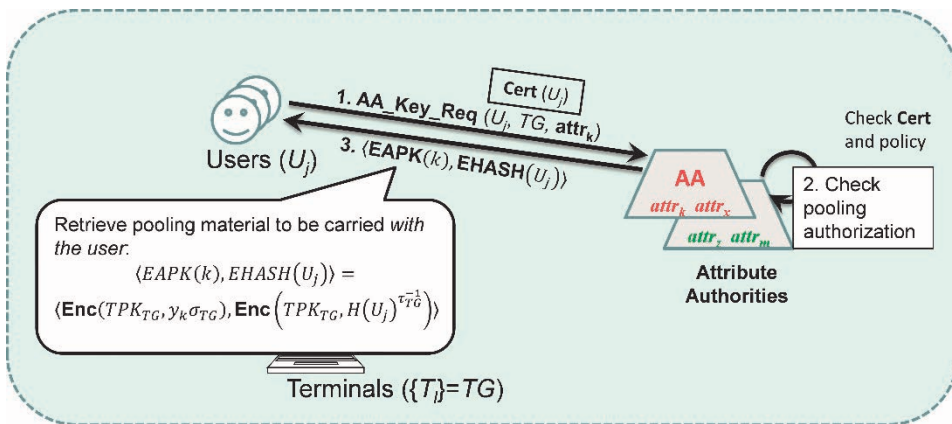 Cert (U_j)
1. AA_Key_Req (U_j, TG, attr_k)
3. ⟨EAPK(k), EHASH(U_j)⟩
Users (U_j)
Check Cert
and policy
AA
attr_k attr_x
attr_z attr_m
2. Check
pooling
authorization
Attribute
Authorities
Retrieve pooling material to be carried with
the user:
⟨EAPK(k), EHASH(U_j)⟩ =
⟨Enc(TPK_TG, y_k σ_TG), Enc(TPK_TG, H(U_j)^{τ_TG^{-1}})⟩
Terminals ({T_l}=TG)